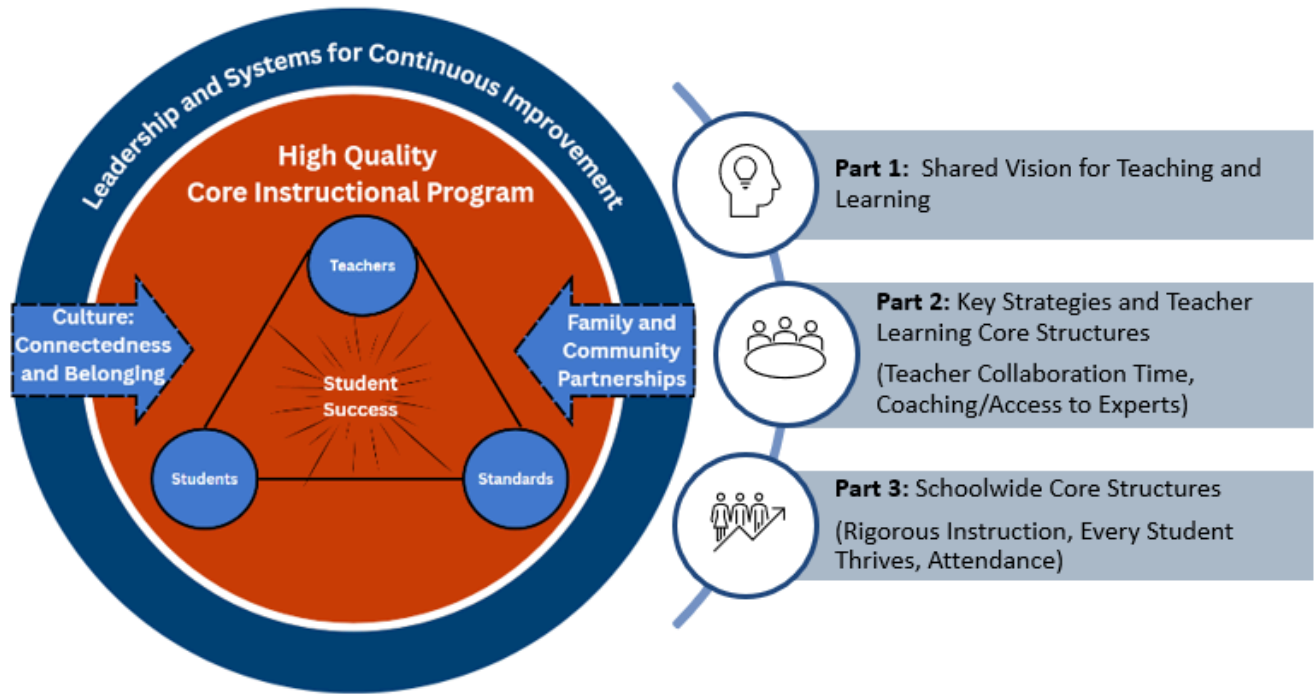 Leadership and Systems for Continuous Improvement
High Quality
Core Instructional Program
Teachers
Culture:
Connectedness
and Belonging
Family and
Community
Partnerships
Student
Success
Students
Standards
Part 1: Shared Vision for Teaching and
Learning
Part 2: Key Strategies and Teacher
Learning Core Structures
(Teacher Collaboration Time,
Coaching/Access to Experts)
Part 3: Schoolwide Core Structures
(Rigorous Instruction, Every Student
Thrives, Attendance)